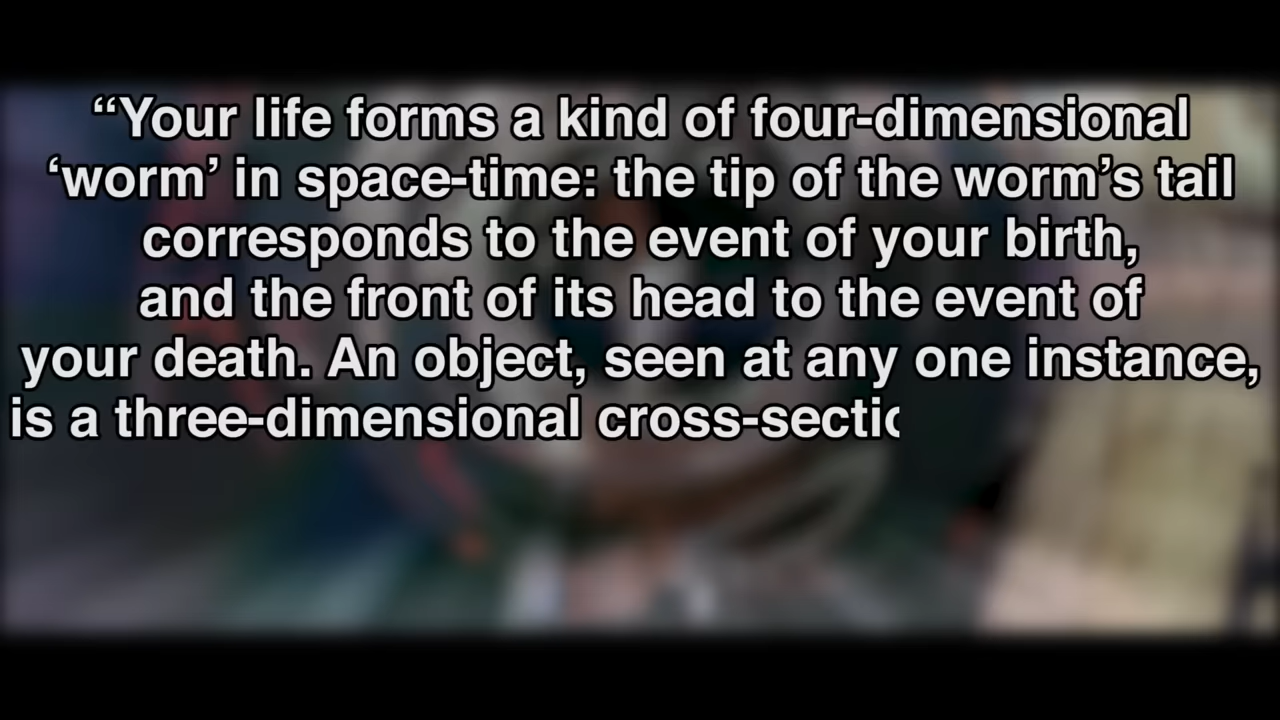 “Your life forms a kind of four-dimensional
‘worm’ in space-time: the tip of the worm’s tail
corresponds to the event of your birth,
and the front of its head to the event of
your death. An object, seen at any one instance,
is a three-dimensional